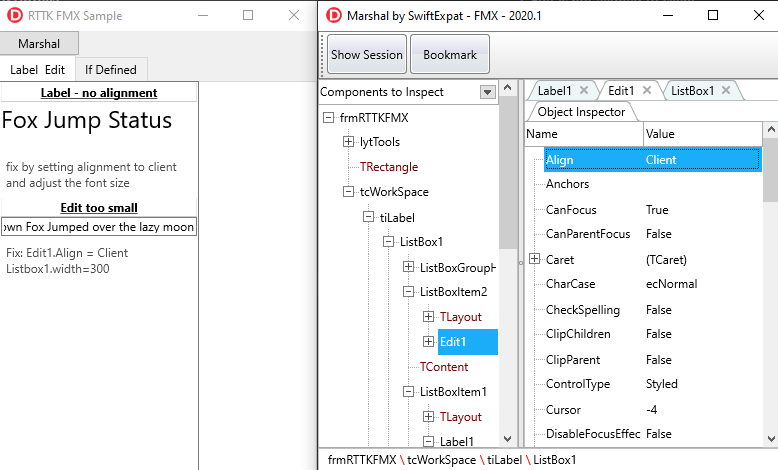 RTTK FMX Sample
Marshal
Label Edit
If Defined
Label - no alignment
Fox Jump Status
fix by setting alignment to client
and adjust the font size
Edit too small
own Fox Jumped over the lazy moon
Fix: Edit1.Align = Client
Listbox1.width=300
Marshal by SwiftExpat - FMX - 2020.1
Show Session
Bookmark
Components to Inspect
frmRTTKFMX
lytTools
TRectangle
tcWorkSpace
tiLabel
ListBox1
ListBoxGroupH
ListBoxItem2
TLayout
Edit1
TContent
ListBoxItem1
TLayout
Label1
Label1
Edit1
ListBox1
Object Inspector
Name Value
Align Client
Anchors
CanFocus True
CanParentFocus False
Caret (TCaret)
CharCase ecNormal
CheckSpelling False
ClipChildren False
ClipParent False
ControlType Styled
Cursor -4
DisableFocusEffec False
frmRTTKFMX \ tcWorkSpace \ tiLabel \ ListBox1